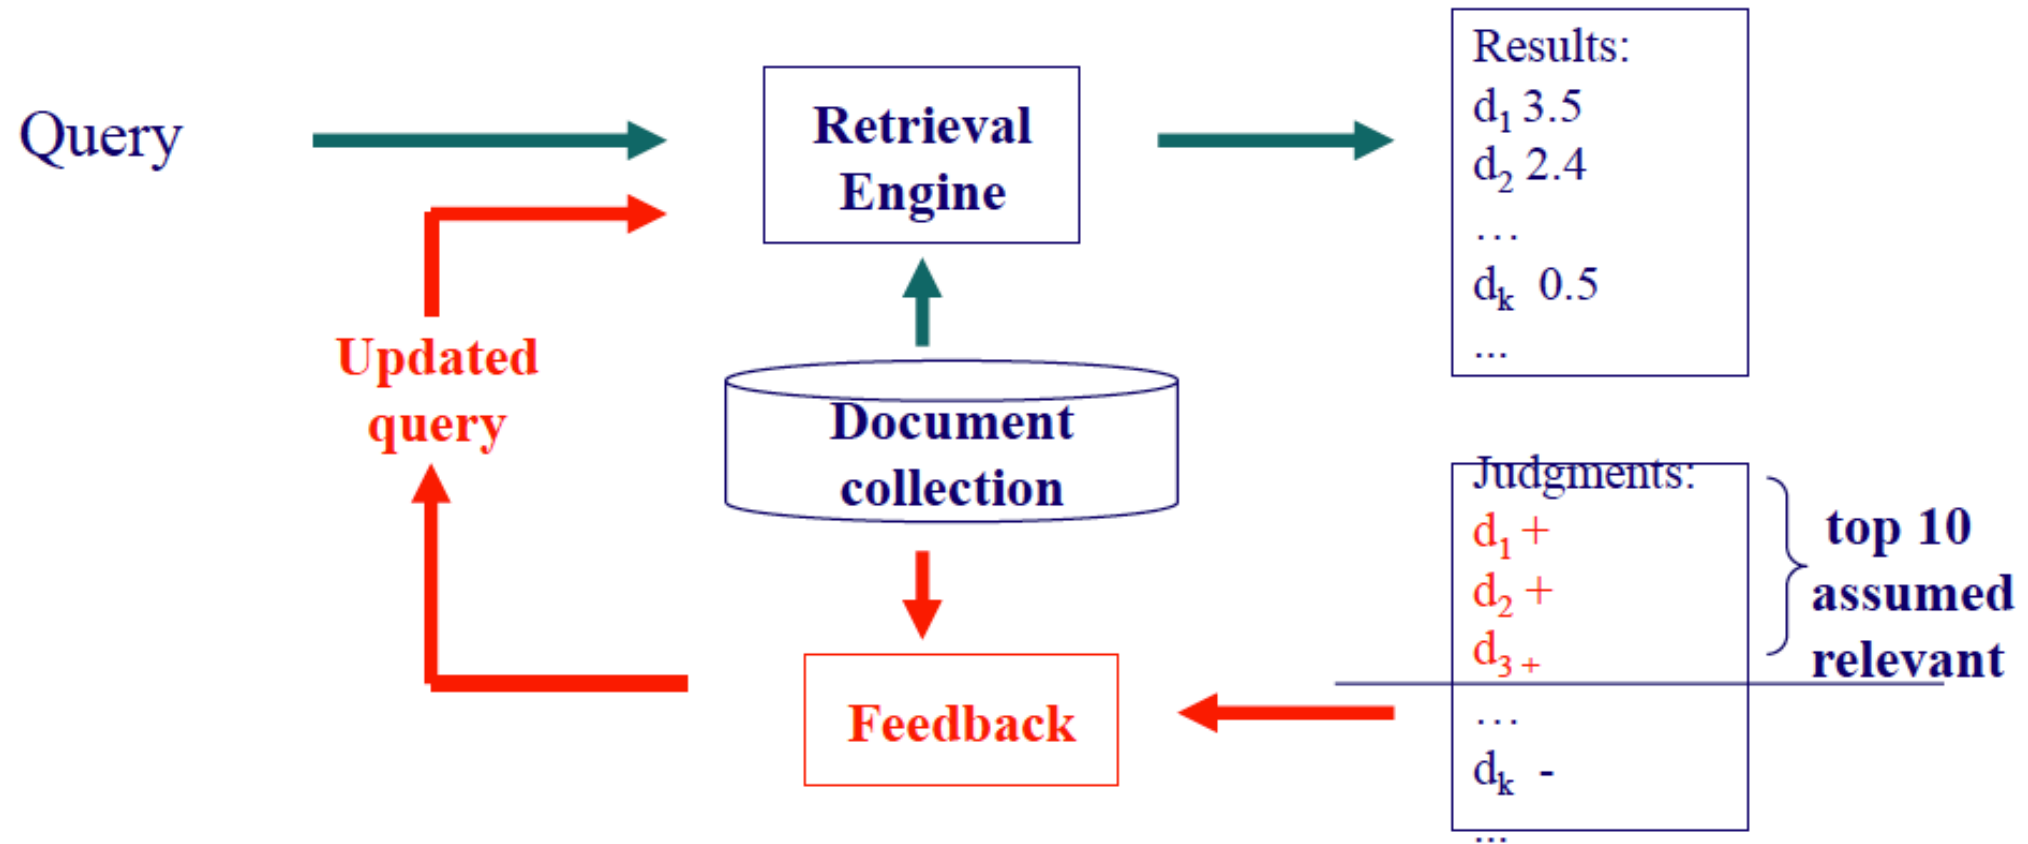 Query
Retrieval
Engine
Results:
d₁ 3.5
d₂ 2.4
…
dₖ 0.5
...
Updated
query
Document
collection
Judgments:
d₁ +
d₂ +
d₃ +
…
dₖ -
...
top 10
assumed
relevant
Feedback